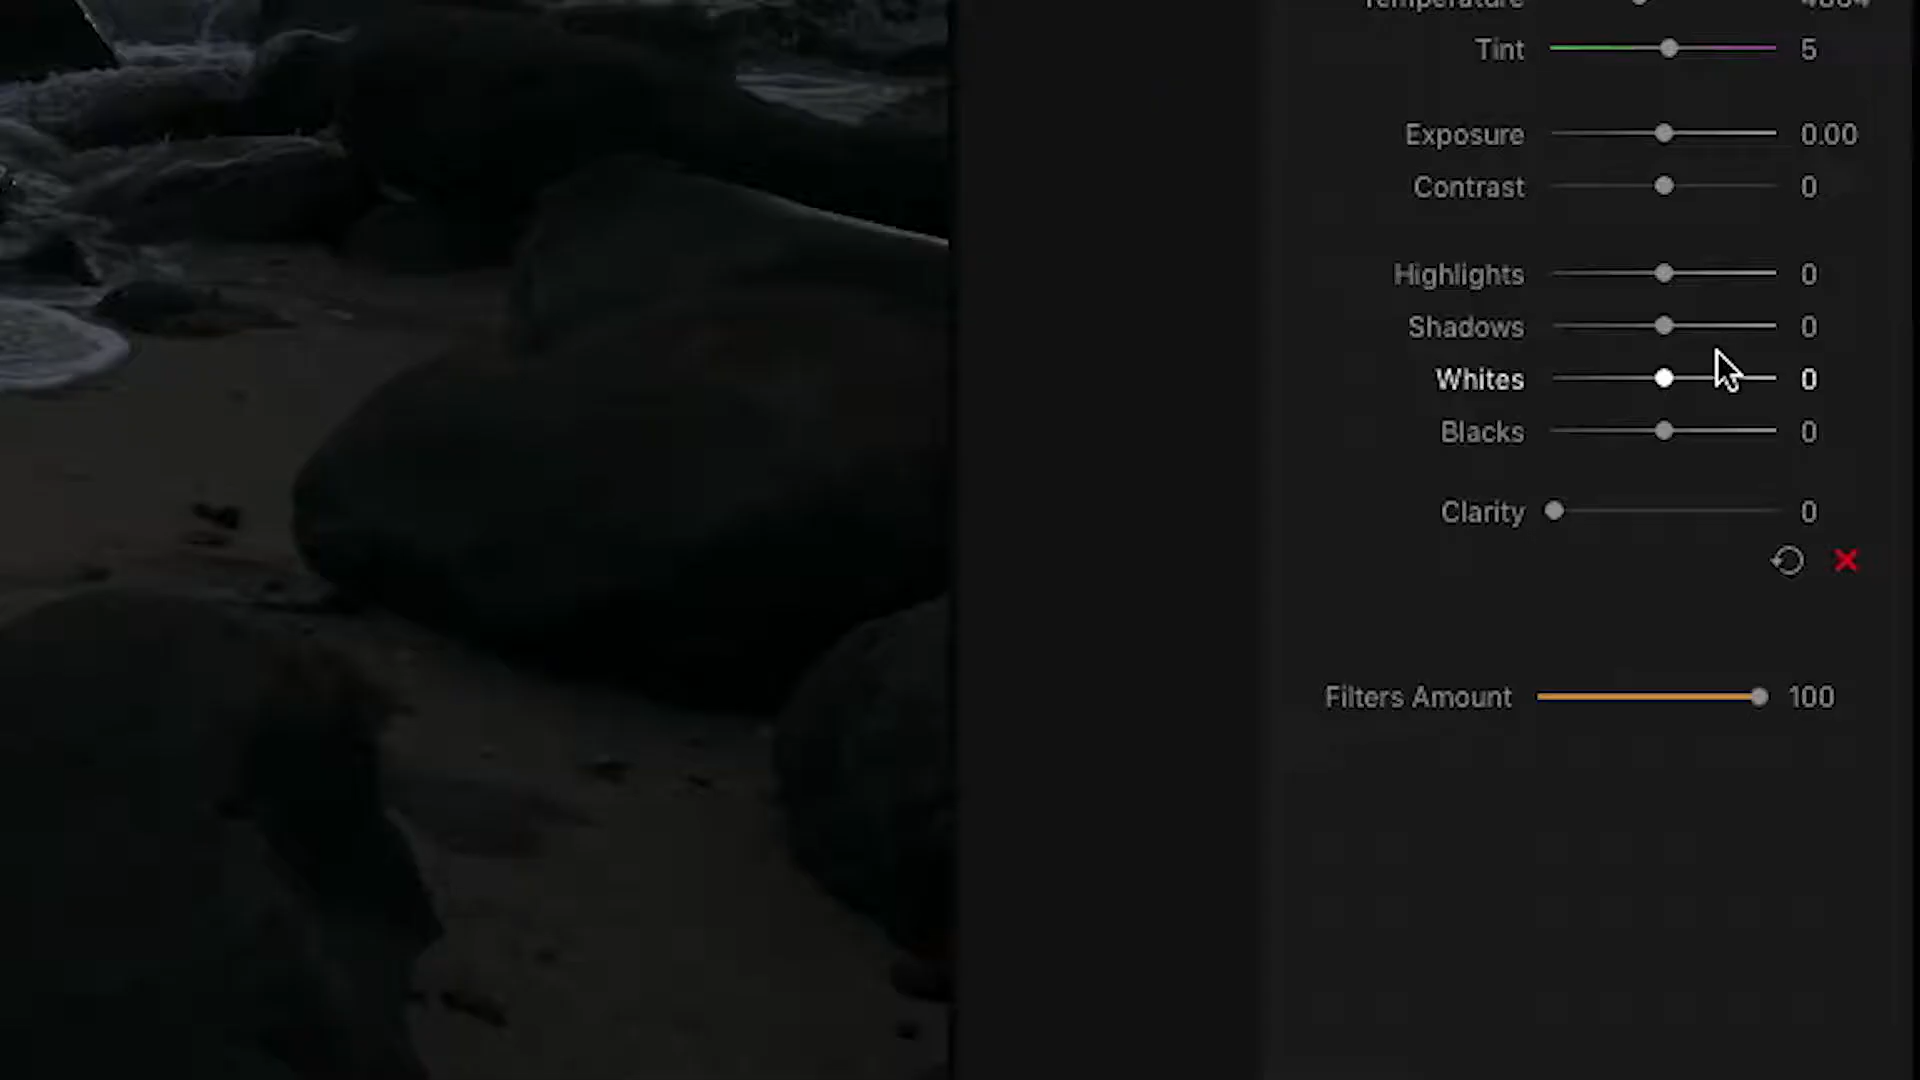 Temperature
Tint 5
Exposure 0.00
Contrast 0
Highlights 0
Shadows 0
Whites 0
Blacks 0
Clarity 0
Filters Amount 100